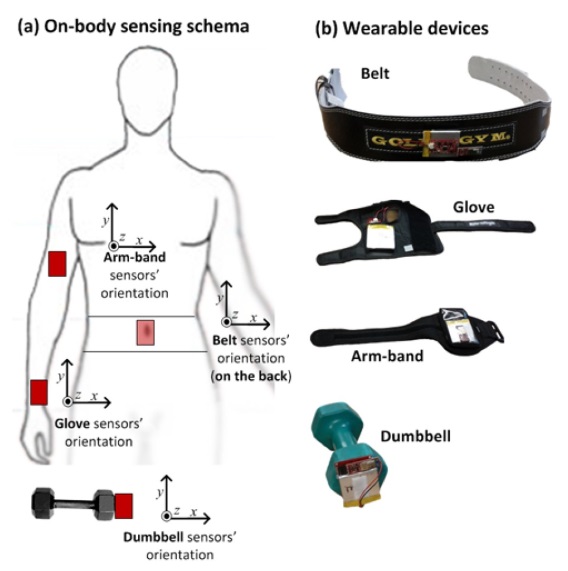 (a) On-body sensing schema
y
z x
Arm-band
sensors'
orientation
y
z x
Belt sensors'
orientation
(on the back)
y
z x
Glove sensors'
orientation
y
z x
Dumbbell sensors'
orientation
(b) Wearable devices
Belt
GOLD GYM
Glove
Arm-band
Dumbbell